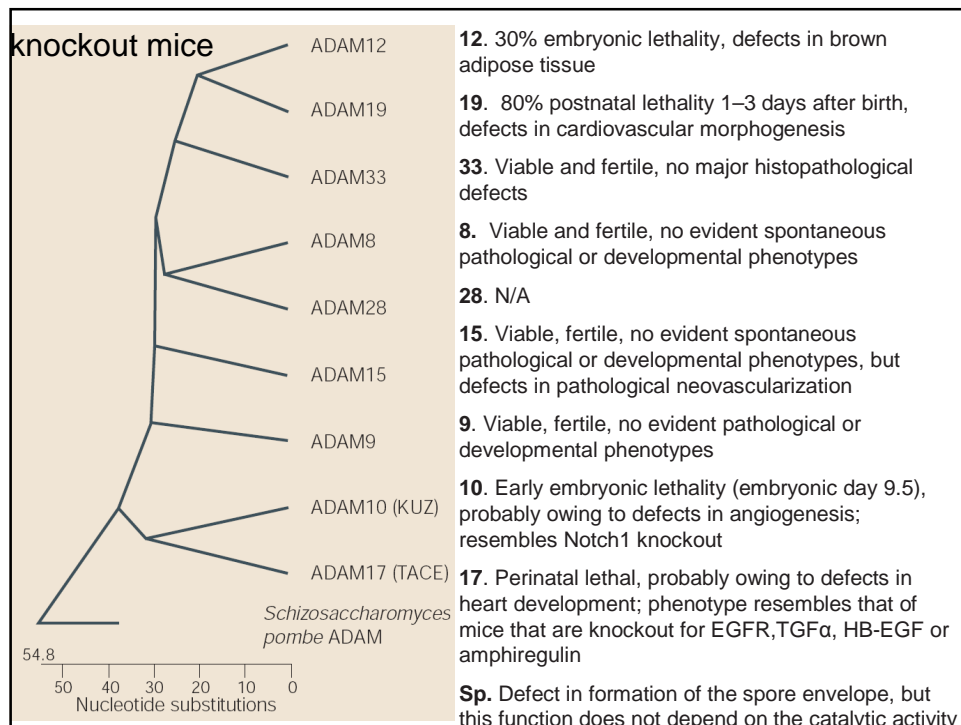 knockout mice
ADAM12
ADAM19
ADAM33
ADAM8
ADAM28
ADAM15
ADAM9
ADAM10 (KUZ)
ADAM17 (TACE)
Schizosaccharomyces
pombe ADAM
54.8
50 40 30 20 10 0
Nucleotide substitutions
12. 30% embryonic lethality, defects in brown
adipose tissue
19. 80% postnatal lethality 1–3 days after birth,
defects in cardiovascular morphogenesis
33. Viable and fertile, no major histopathological
defects
8. Viable and fertile, no evident spontaneous
pathological or developmental phenotypes
28. N/A
15. Viable, fertile, no evident spontaneous
pathological or developmental phenotypes, but
defects in pathological neovascularization
9. Viable, fertile, no evident pathological or
developmental phenotypes
10. Early embryonic lethality (embryonic day 9.5),
probably owing to defects in angiogenesis;
resembles Notch1 knockout
17. Perinatal lethal, probably owing to defects in
heart development; phenotype resembles that of
mice that are knockout for EGFR,TGFα, HB-EGF or
amphiregulin
Sp. Defect in formation of the spore envelope, but
this function does not depend on the catalytic activity